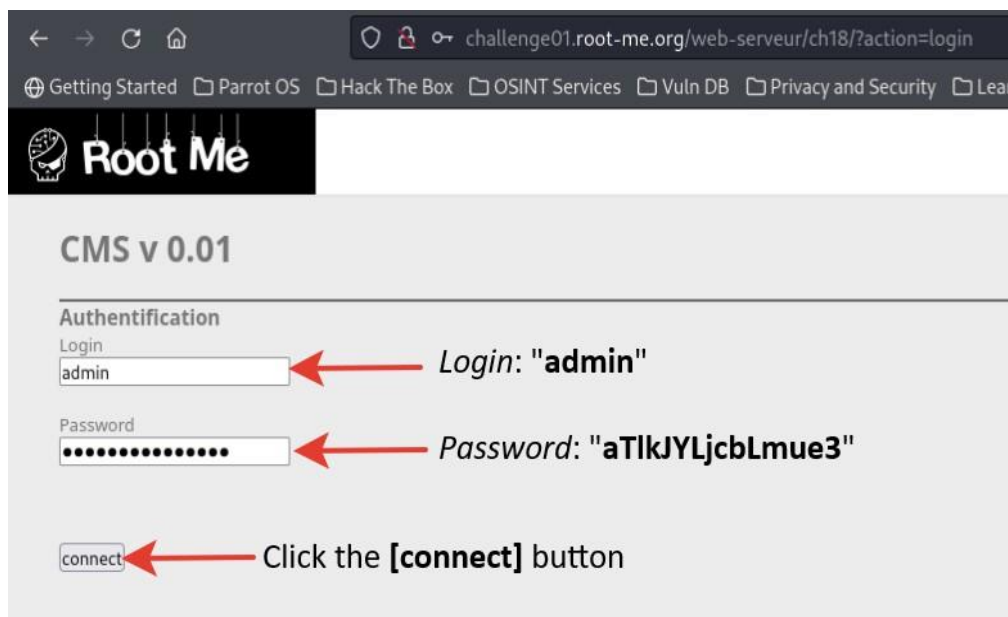 challenge01.root-me.org/web-serveur/ch18/?action=login
Getting Started Parrot OS Hack The Box OSINT Services Vuln DB Privacy and Security Lea
Root Me
CMS v 0.01
Authentification
Login
admin
Login: "admin"
Password
•••••••••••••••
Password: "aTlkJYLjcbLmue3"
connect
Click the [connect] button